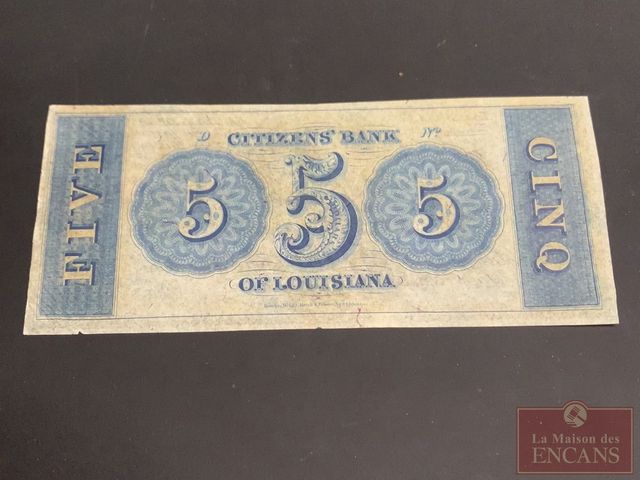 D CITIZENS' BANK Nº
FIVE
5
5
5
CINQ
OF LOUISIANA
La Maison des
ENCANS